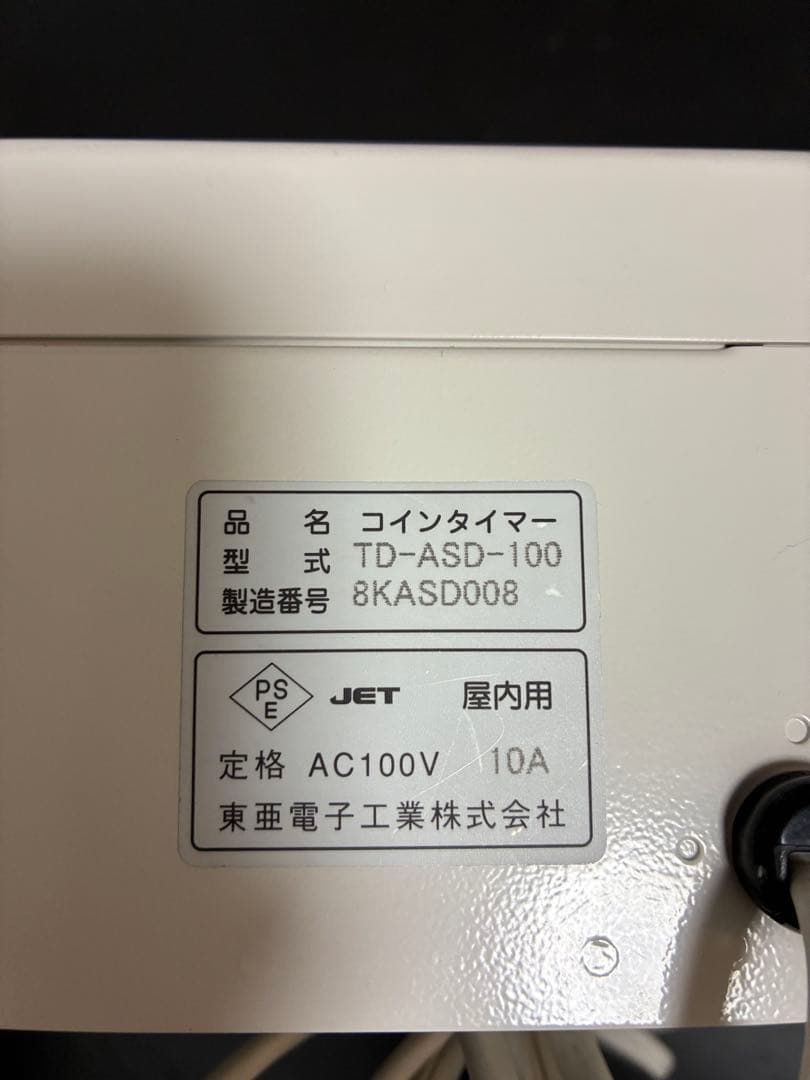 品名 コインタイマー
型式 TD-ASD-100
製造番号 8KASD008
PSE JET 屋内用
定格 AC100V 10A
東亜電子工業株式会社